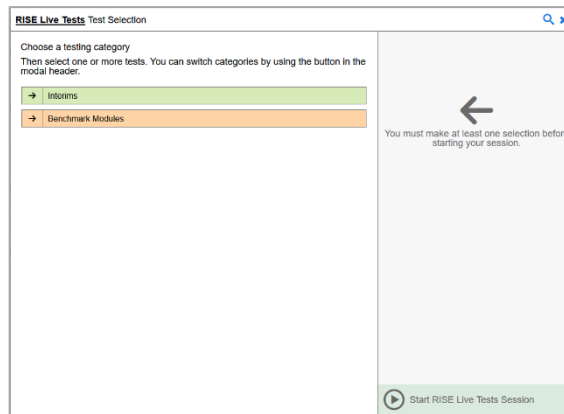 RISE Live Tests Test Selection
Choose a testing category
Then select one or more tests. You can switch categories by using the button in the
modal header.
Interims
Benchmark Modules
You must make at least one selection befor
starting your session.
Start RISE Live Tests Session